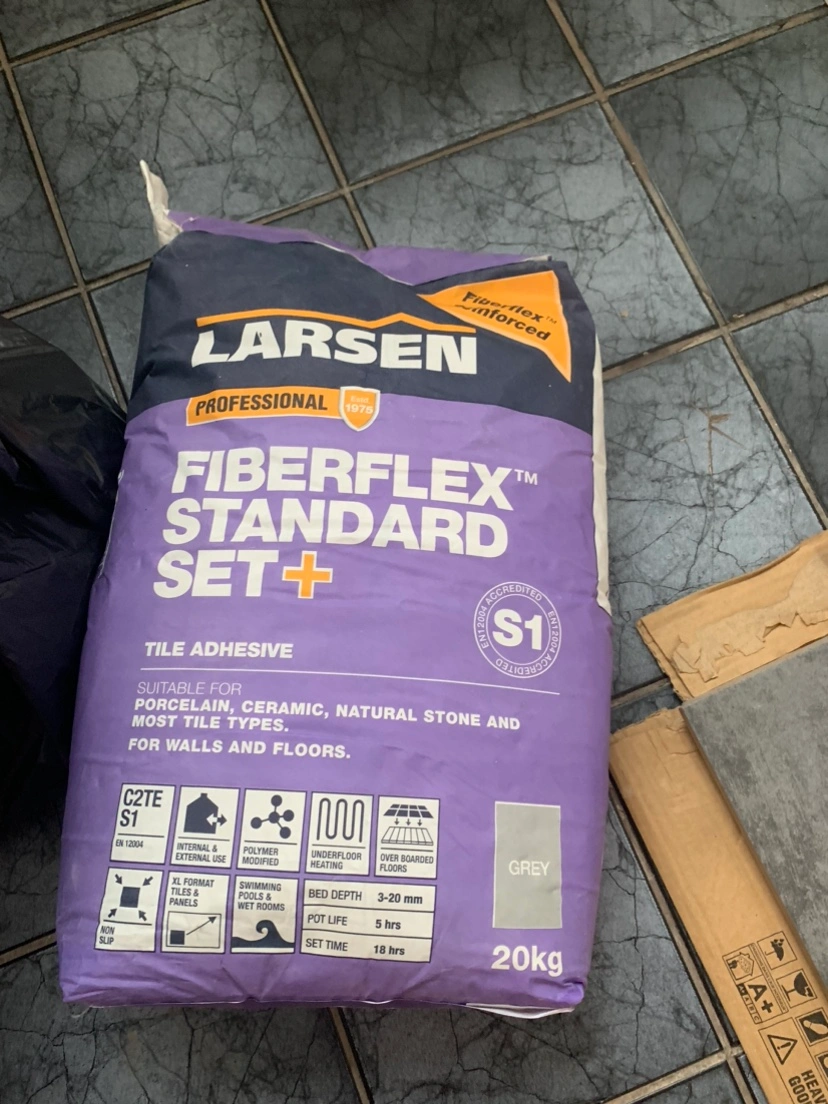 Fiberflex™
LARSEN
PROFESSIONAL
Estd.
1975
FIBERFLEX™
STANDARD
SET+
EN12004 ACCREDITED
EN12004 ACCREDITED
S1
TILE ADHESIVE
SUITABLE FOR
PORCELAIN, CERAMIC, NATURAL STONE AND
MOST TILE TYPES.
FOR WALLS AND FLOORS.
C2TE
S1
EN 12004
INTERNAL &
EXTERNAL USE
POLYMER
MODIFIED
UNDERFLOOR
HEATING
OVER BOARDED
FLOORS
GREY
NON
SLIP
XL FORMAT
TILES &
PANELS
SWIMMING
POOLS &
WET ROOMS
BED DEPTH 3-20 mm
POT LIFE 5 hrs
SET TIME 18 hrs
20kg
A+